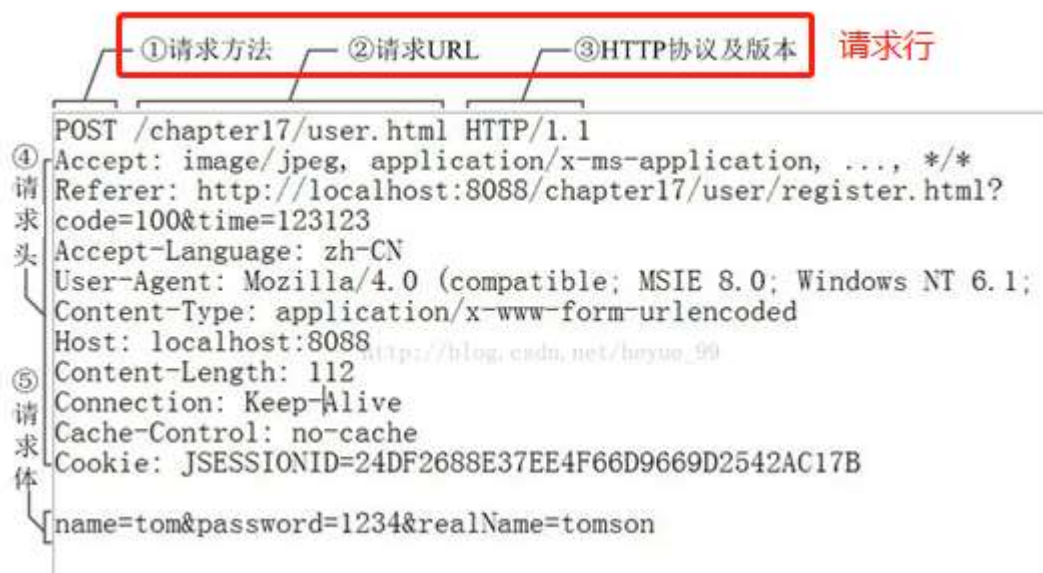 ①请求方法 ②请求URL ③HTTP协议及版本 请求行
POST /chapter17/user.html HTTP/1.1
④请求头
Accept: image/jpeg, application/x-ms-application, ..., */*
Referer: http://localhost:8088/chapter17/user/register.html?
code=100&time=123123
Accept-Language: zh-CN
User-Agent: Mozilla/4.0 (compatible; MSIE 8.0; Windows NT 6.1;
Content-Type: application/x-www-form-urlencoded
Host: localhost:8088
http://blog.csdn.net/heyue_99
Content-Length: 112
Connection: Keep-Alive
Cache-Control: no-cache
Cookie: JSESSIONID=24DF2688E37EE4F66D9669D2542AC17B
⑤请求体
name=tom&password=1234&realName=tomson